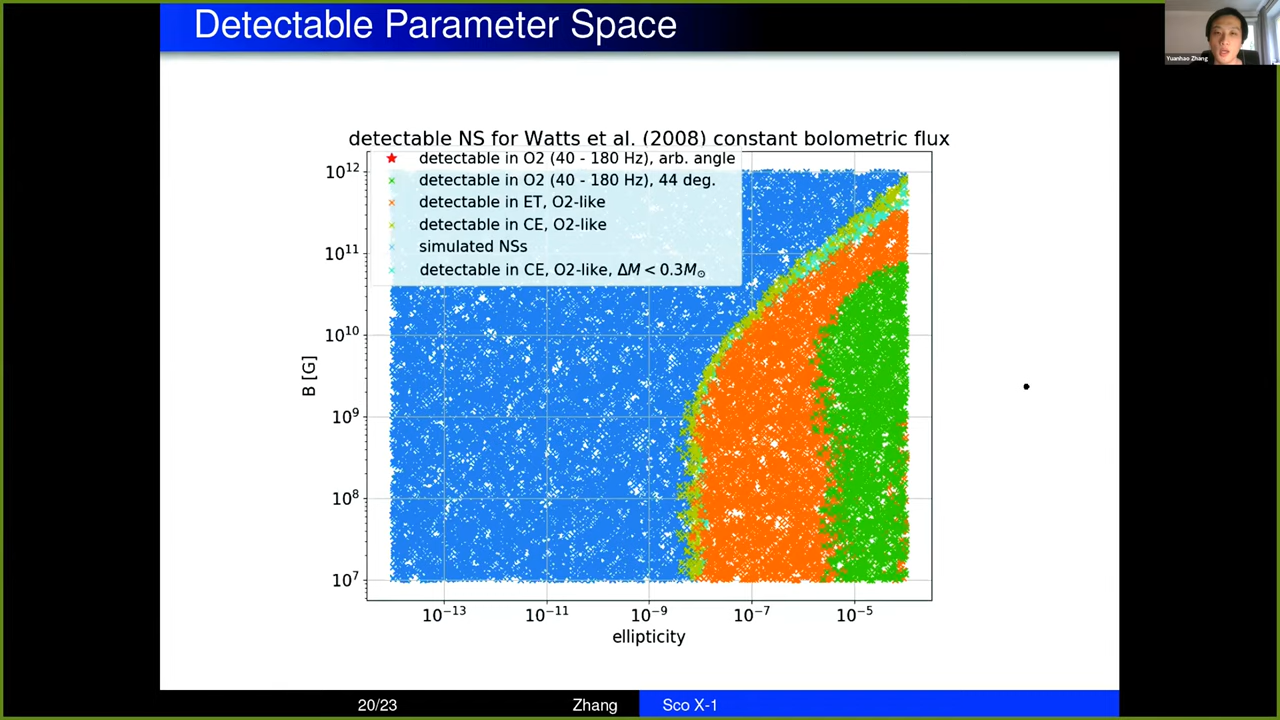 Detectable Parameter Space
Yuanhao Zhang
detectable NS for Watts et al. (2008) constant bolometric flux
detectable in O2 (40 - 180 Hz), arb. angle
detectable in O2 (40 - 180 Hz), 44 deg.
detectable in ET, O2-like
detectable in CE, O2-like
simulated NSs
detectable in CE, O2-like, ΔM < 0.3M⊙
10¹²
10¹¹
10¹⁰
10⁹
10⁸
10⁷
B [G]
10⁻¹³ 10⁻¹¹ 10⁻⁹ 10⁻⁷ 10⁻⁵
ellipticity
20/23 Zhang Sco X-1